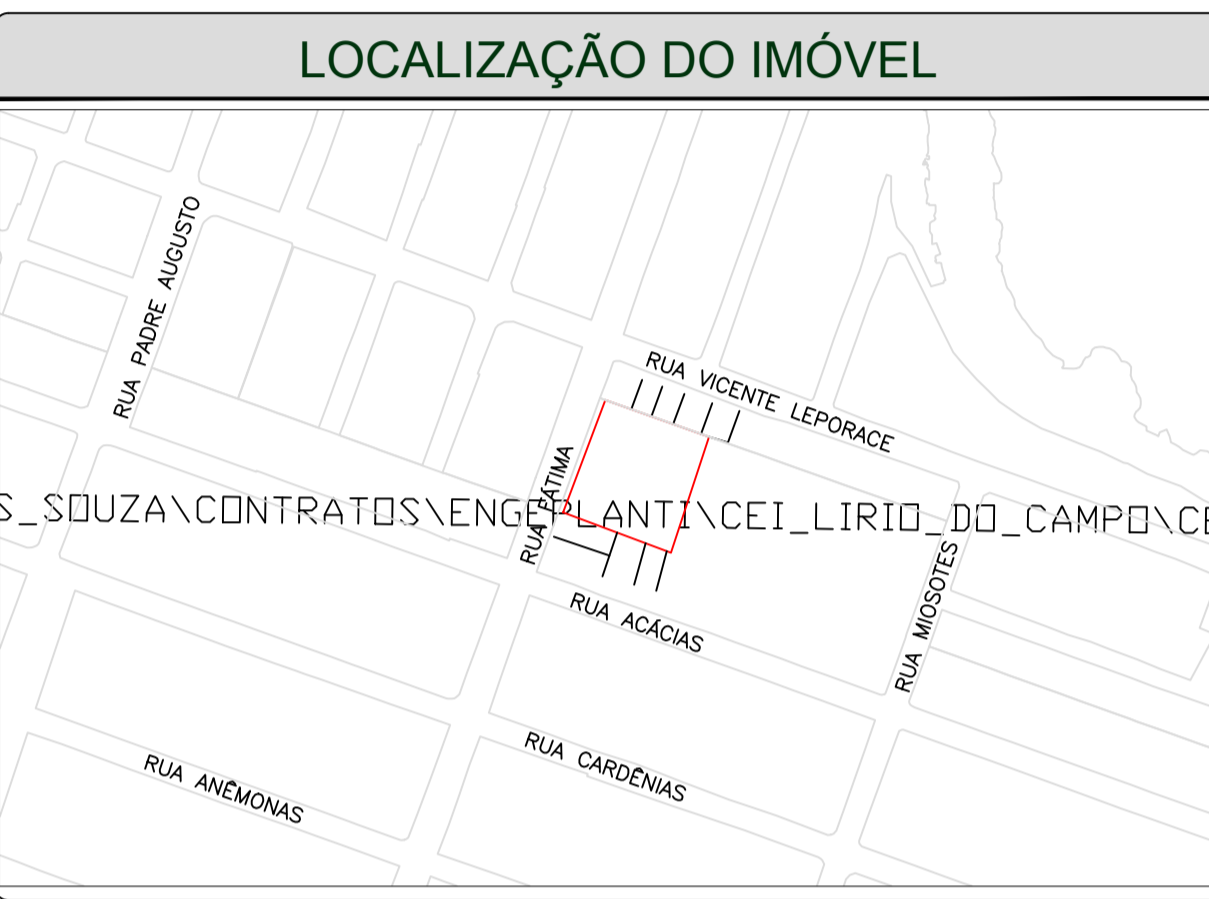 LOCALIZAÇÃO DO IMÓVEL
RUA PADRE AUGUSTO
RUA VICENTE LEPORACE
RUA FÁTIMA
S_SOUZA\CONTRATOS\ENGEPLANTI\CEI_LIRIO_DO_CAMPO\CE
RUA MIOSOTES
RUA ACÁCIAS
RUA CARDÊNIAS
RUA ANÊMONAS